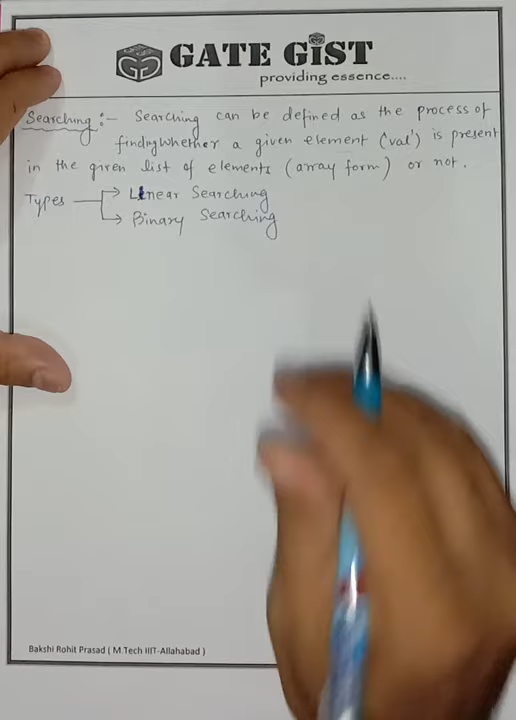 GATE GIST
providing essence....
Searching :- Searching can be defined as the process of
finding whether a given element ('val') is present
in the given list of elements (array form) or not.
Types → Linear Searching
→ Binary Searching
Bakshi Rohit Prasad ( M.Tech IIIT-Allahabad )